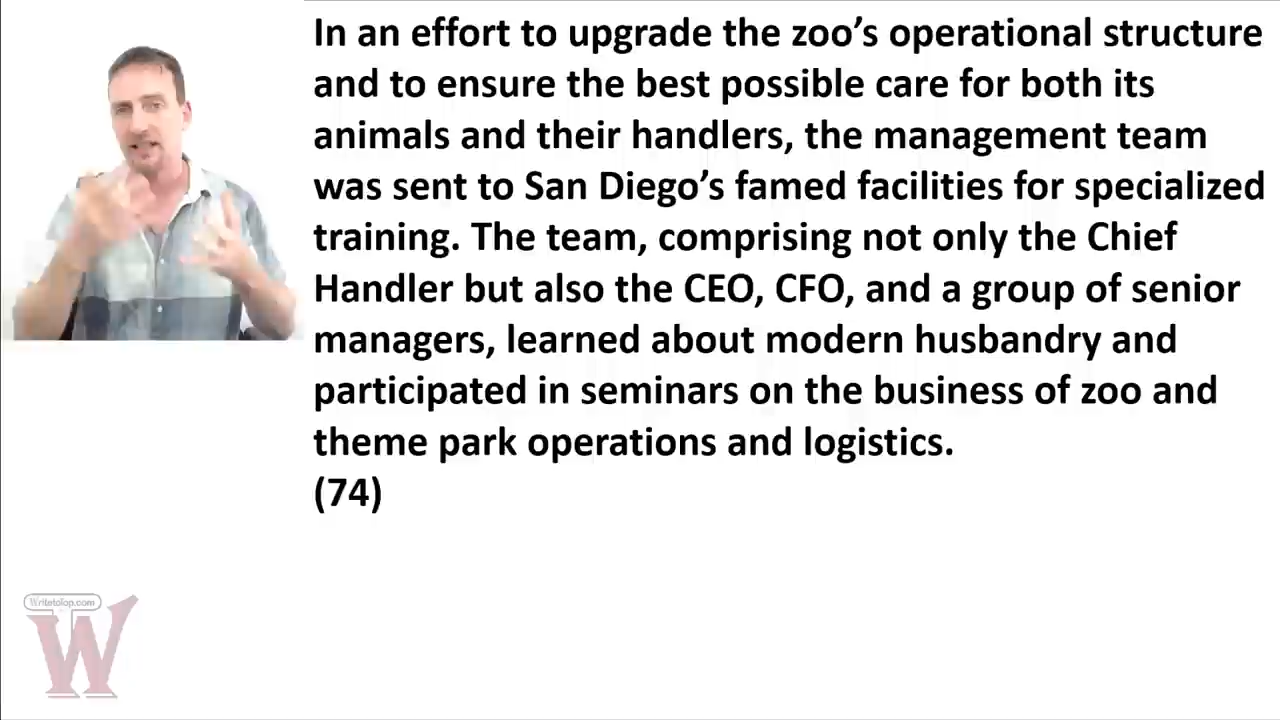 In an effort to upgrade the zoo’s operational structure
and to ensure the best possible care for both its
animals and their handlers, the management team
was sent to San Diego’s famed facilities for specialized
training. The team, comprising not only the Chief
Handler but also the CEO, CFO, and a group of senior
managers, learned about modern husbandry and
participated in seminars on the business of zoo and
theme park operations and logistics.
(74)
Writetotop.com
W